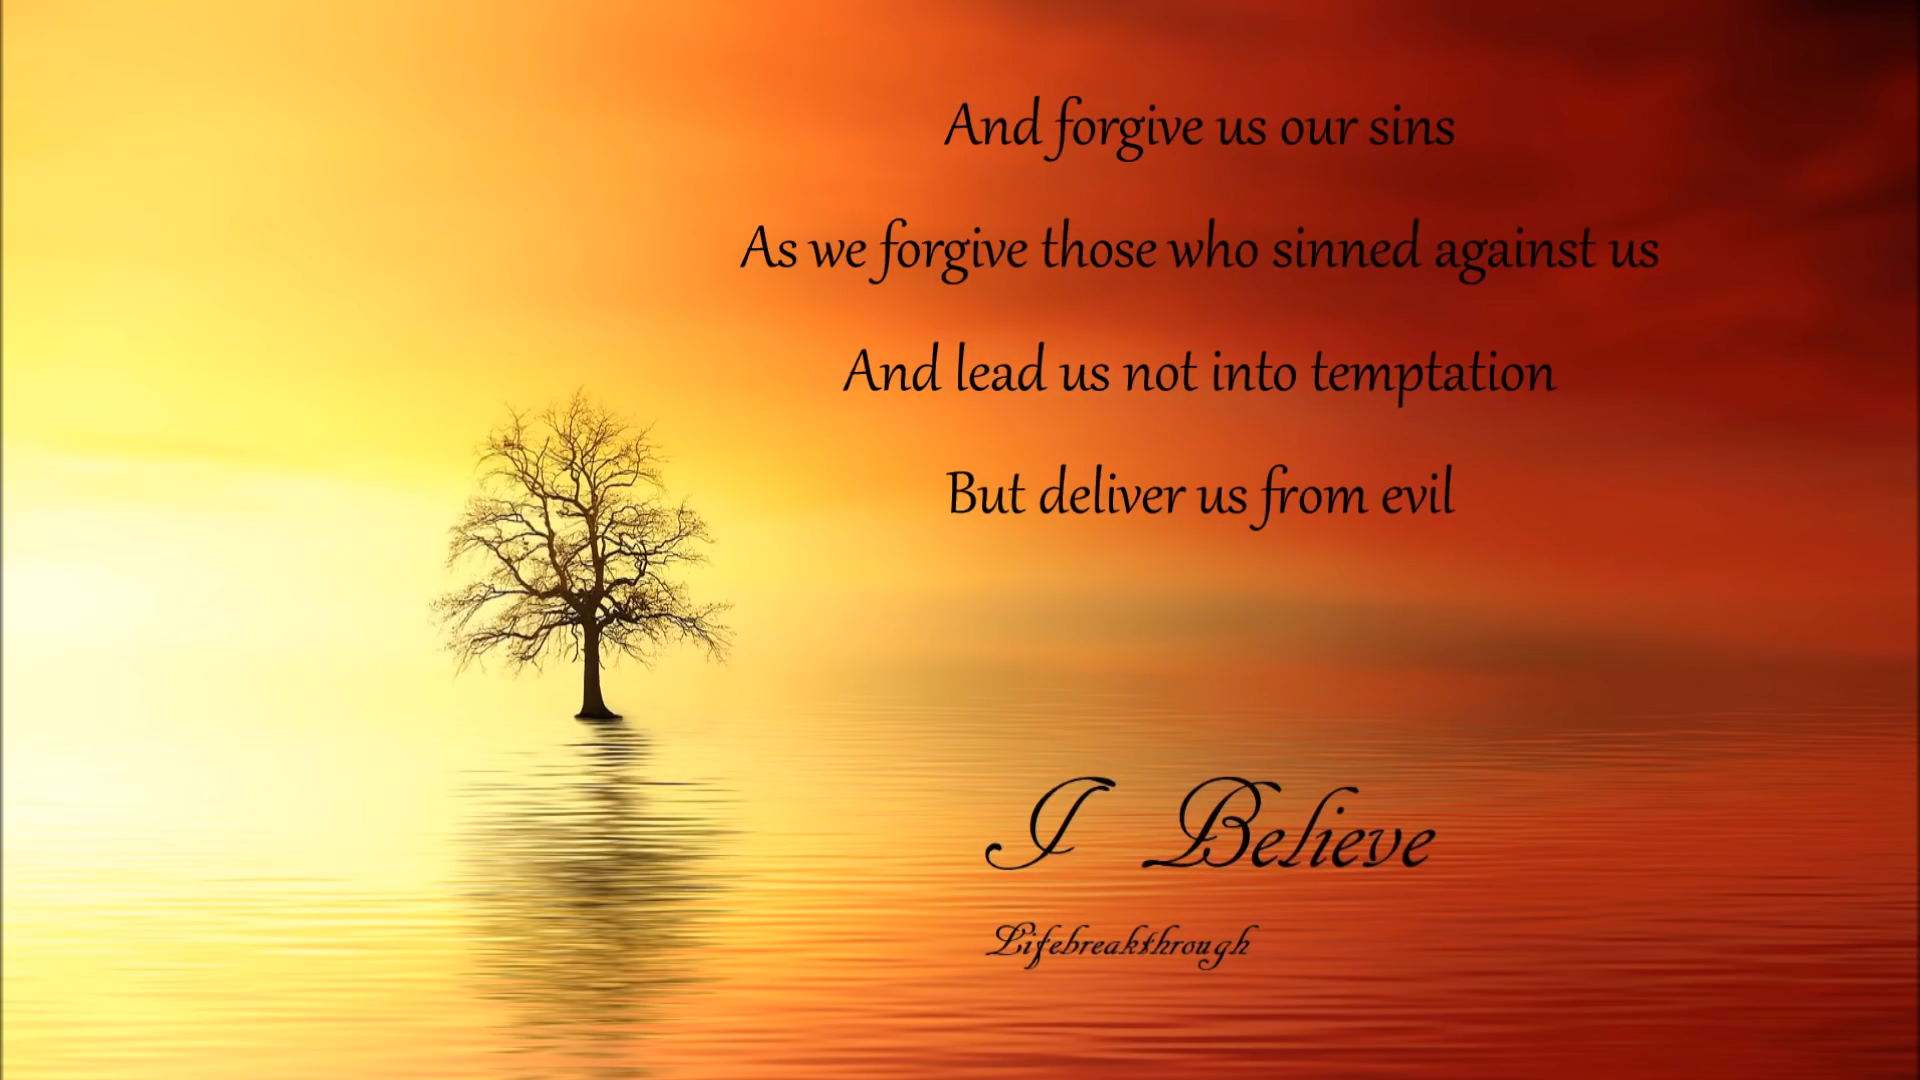 And forgive us our sins
As we forgive those who sinned against us
And lead us not into temptation
But deliver us from evil
I Believe
Lifebreakthrough